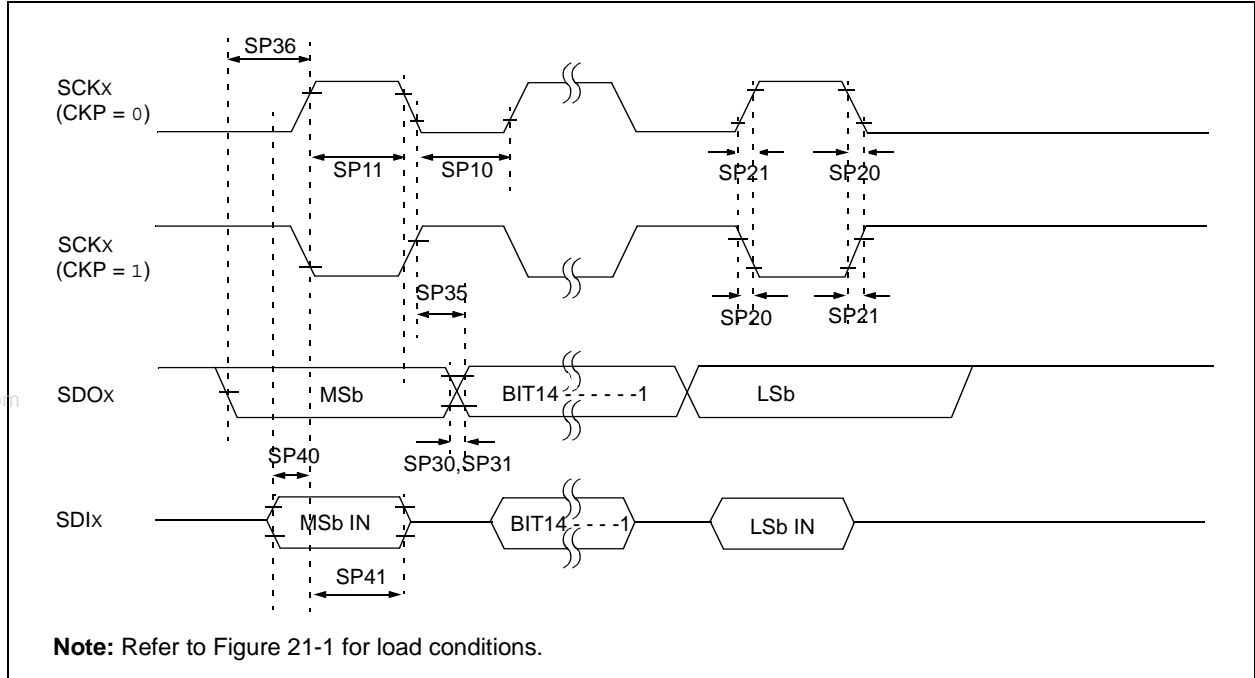 SP36
SCKX
(CKP = 0)
SP11
SP10
SP21
SP20
SCKX
(CKP = 1)
SP35
SP20
SP21
SDOX
MSb
BIT14 - - - - - -1
LSb
om
SP40
SP30,SP31
SDIX
MSb IN
BIT14 - - - -1
LSb IN
SP41
Note: Refer to Figure 21-1 for load conditions.